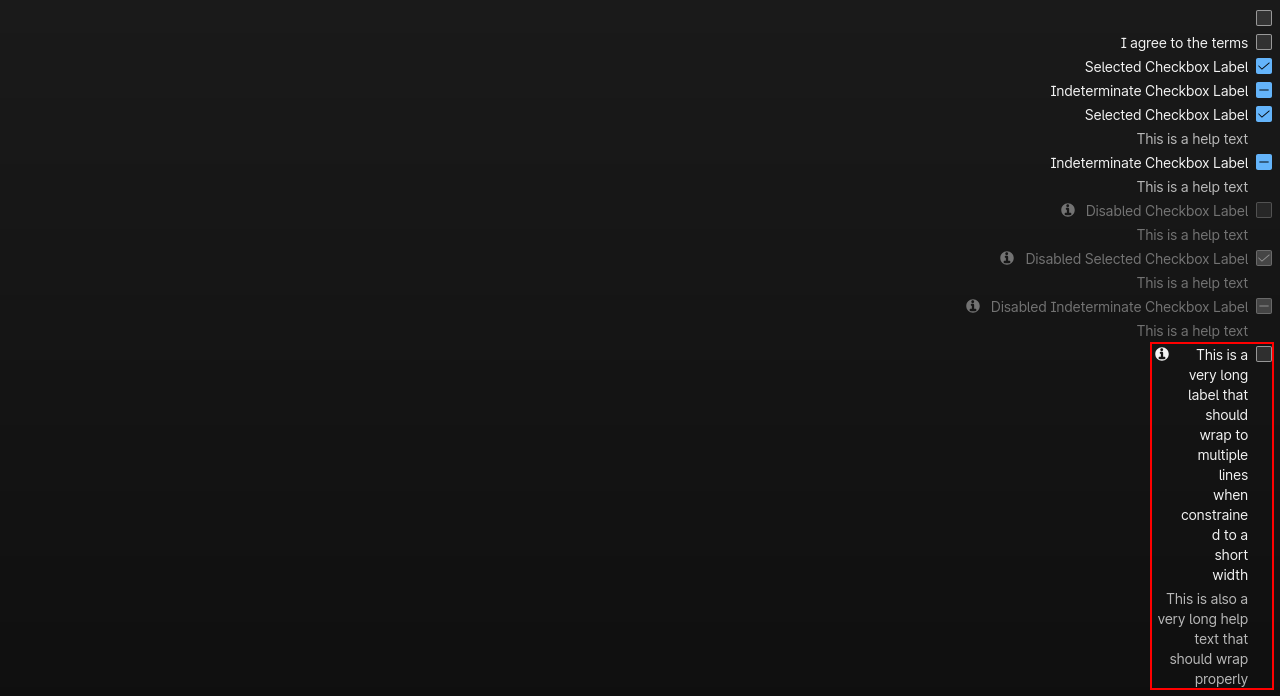 I agree to the terms
Selected Checkbox Label
Indeterminate Checkbox Label
Selected Checkbox Label
This is a help text
Indeterminate Checkbox Label
This is a help text
Disabled Checkbox Label
This is a help text
Disabled Selected Checkbox Label
This is a help text
Disabled Indeterminate Checkbox Label
This is a help text
This is a
very long
label that
should
wrap to
multiple
lines
when
constraine
d to a
short
width
This is also a
very long help
text that
should wrap
properly